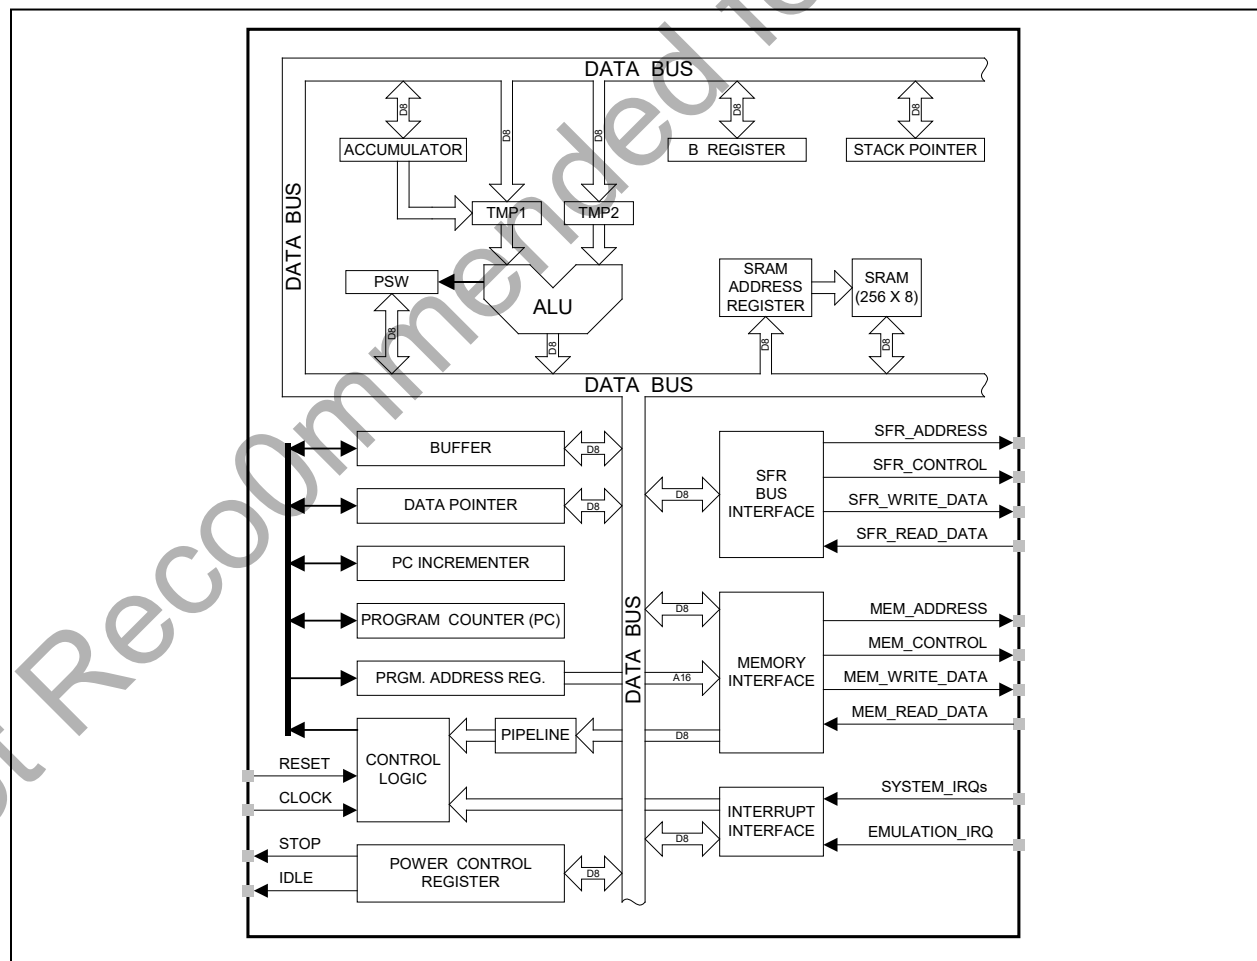 DATA BUS
D8
D8
D8
D8
D8
ACCUMULATOR
B REGISTER
STACK POINTER
DATA BUS
TMP1
TMP2
PSW
ALU
SRAM
ADDRESS
REGISTER
SRAM
(256 X 8)
D8
D8
D8
D8
DATA BUS
BUFFER
D8
DATA POINTER
D8
PC INCREMENTER
PROGRAM COUNTER (PC)
PRGM. ADDRESS REG.
A16
PIPELINE
D8
CONTROL
LOGIC
RESET
CLOCK
STOP
IDLE
POWER CONTROL
REGISTER
D8
DATA BUS
D8
SFR
BUS
INTERFACE
SFR_ADDRESS
SFR_CONTROL
SFR_WRITE_DATA
SFR_READ_DATA
D8
MEMORY
INTERFACE
MEM_ADDRESS
MEM_CONTROL
MEM_WRITE_DATA
MEM_READ_DATA
INTERRUPT
INTERFACE
D8
SYSTEM_IRQs
EMULATION_IRQ
Reco0mmended